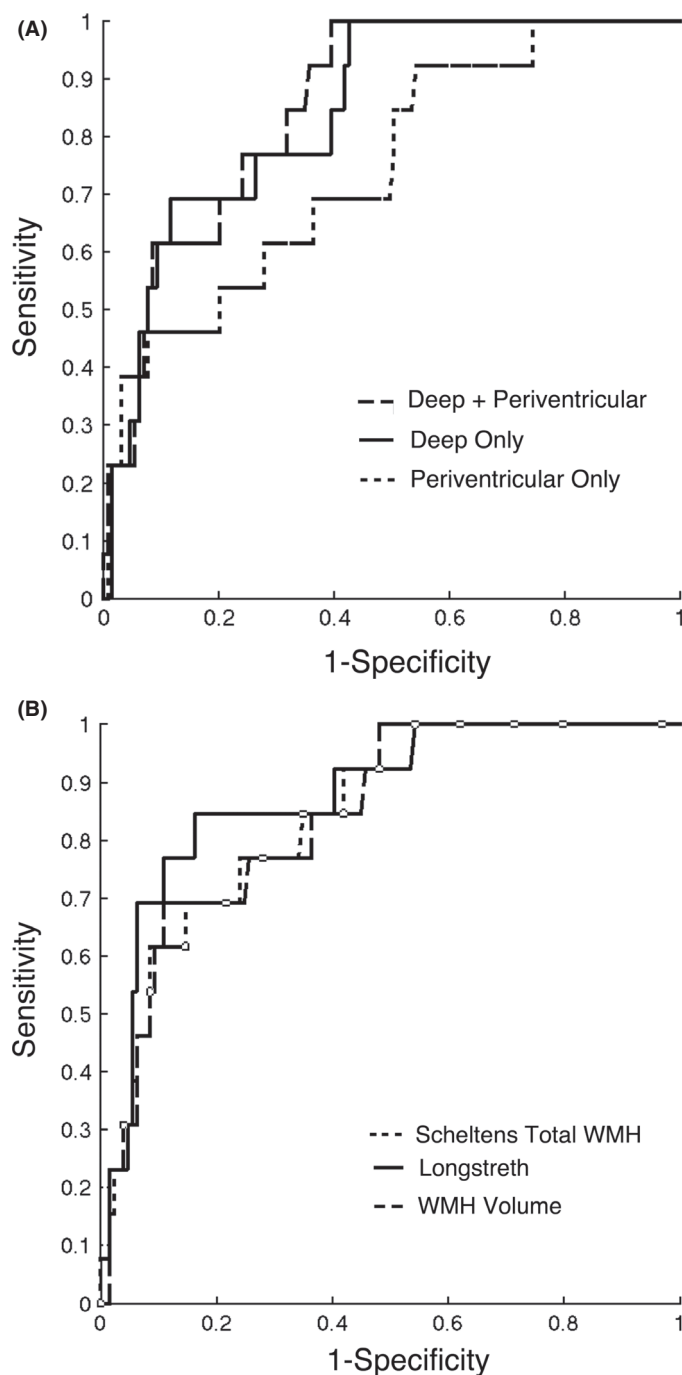 (A)
1
0.9
0.8
0.7
0.6
0.5
0.4
0.3
0.2
0.1
0
Sensitivity
Deep + Periventricular
Deep Only
Periventricular Only
0 0.2 0.4 0.6 0.8 1
1-Specificity
(B)
1
0.9
0.8
0.7
0.6
0.5
0.4
0.3
0.2
0.1
0
Sensitivity
Scheltens Total WMH
Longstreth
WMH Volume
0 0.2 0.4 0.6 0.8 1
1-Specificity